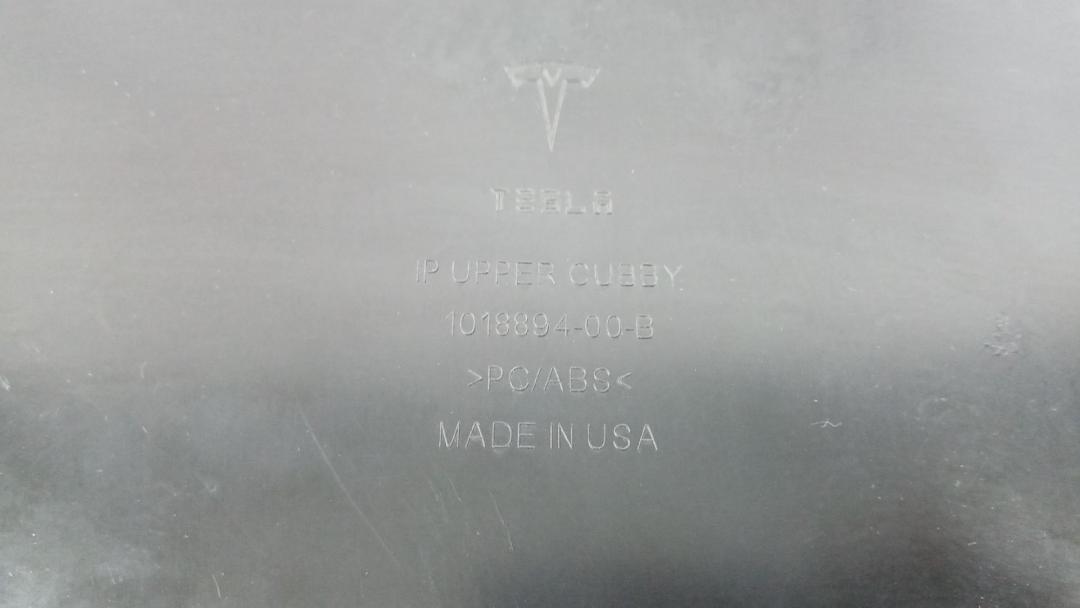 TESLA
IP UPPER CUBBY
1018894-00-B
>PC/ABS<
MADE IN USA